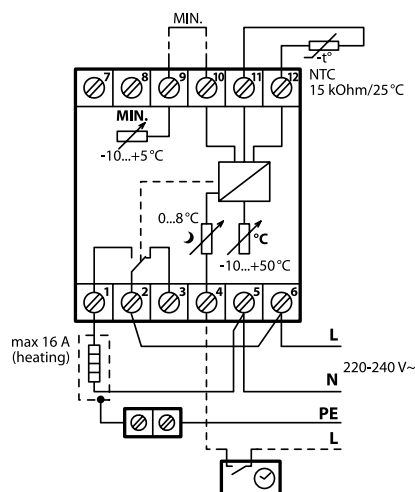 MIN.
-t°
NTC
15 kOhm/25 °C
7 8 9 10 11 12
MIN.
-10...+5 °C
0...8 °C
°C
-10...+50 °C
1 2 3 4 5 6
max 16 A
(heating)
L
220-240 V~
N
PE
L